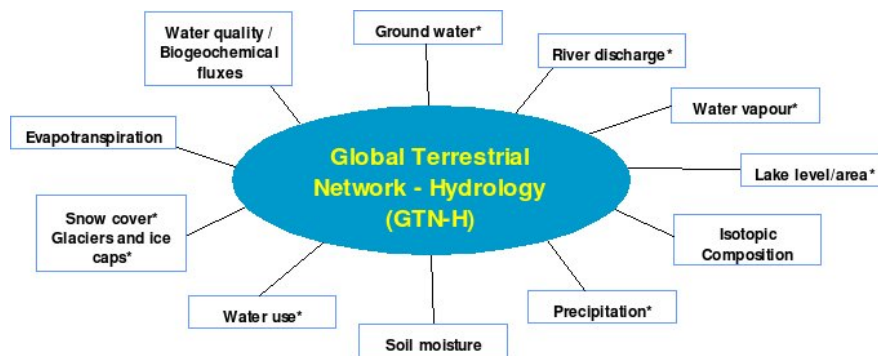 Water quality /
Biogeochemical
fluxes
Ground water*
River discharge*
Water vapour*
Evapotranspiration
Global Terrestrial
Network - Hydrology
(GTN-H)
Lake level/area*
Snow cover*
Glaciers and ice
caps*
Isotopic
Composition
Water use*
Precipitation*
Soil moisture